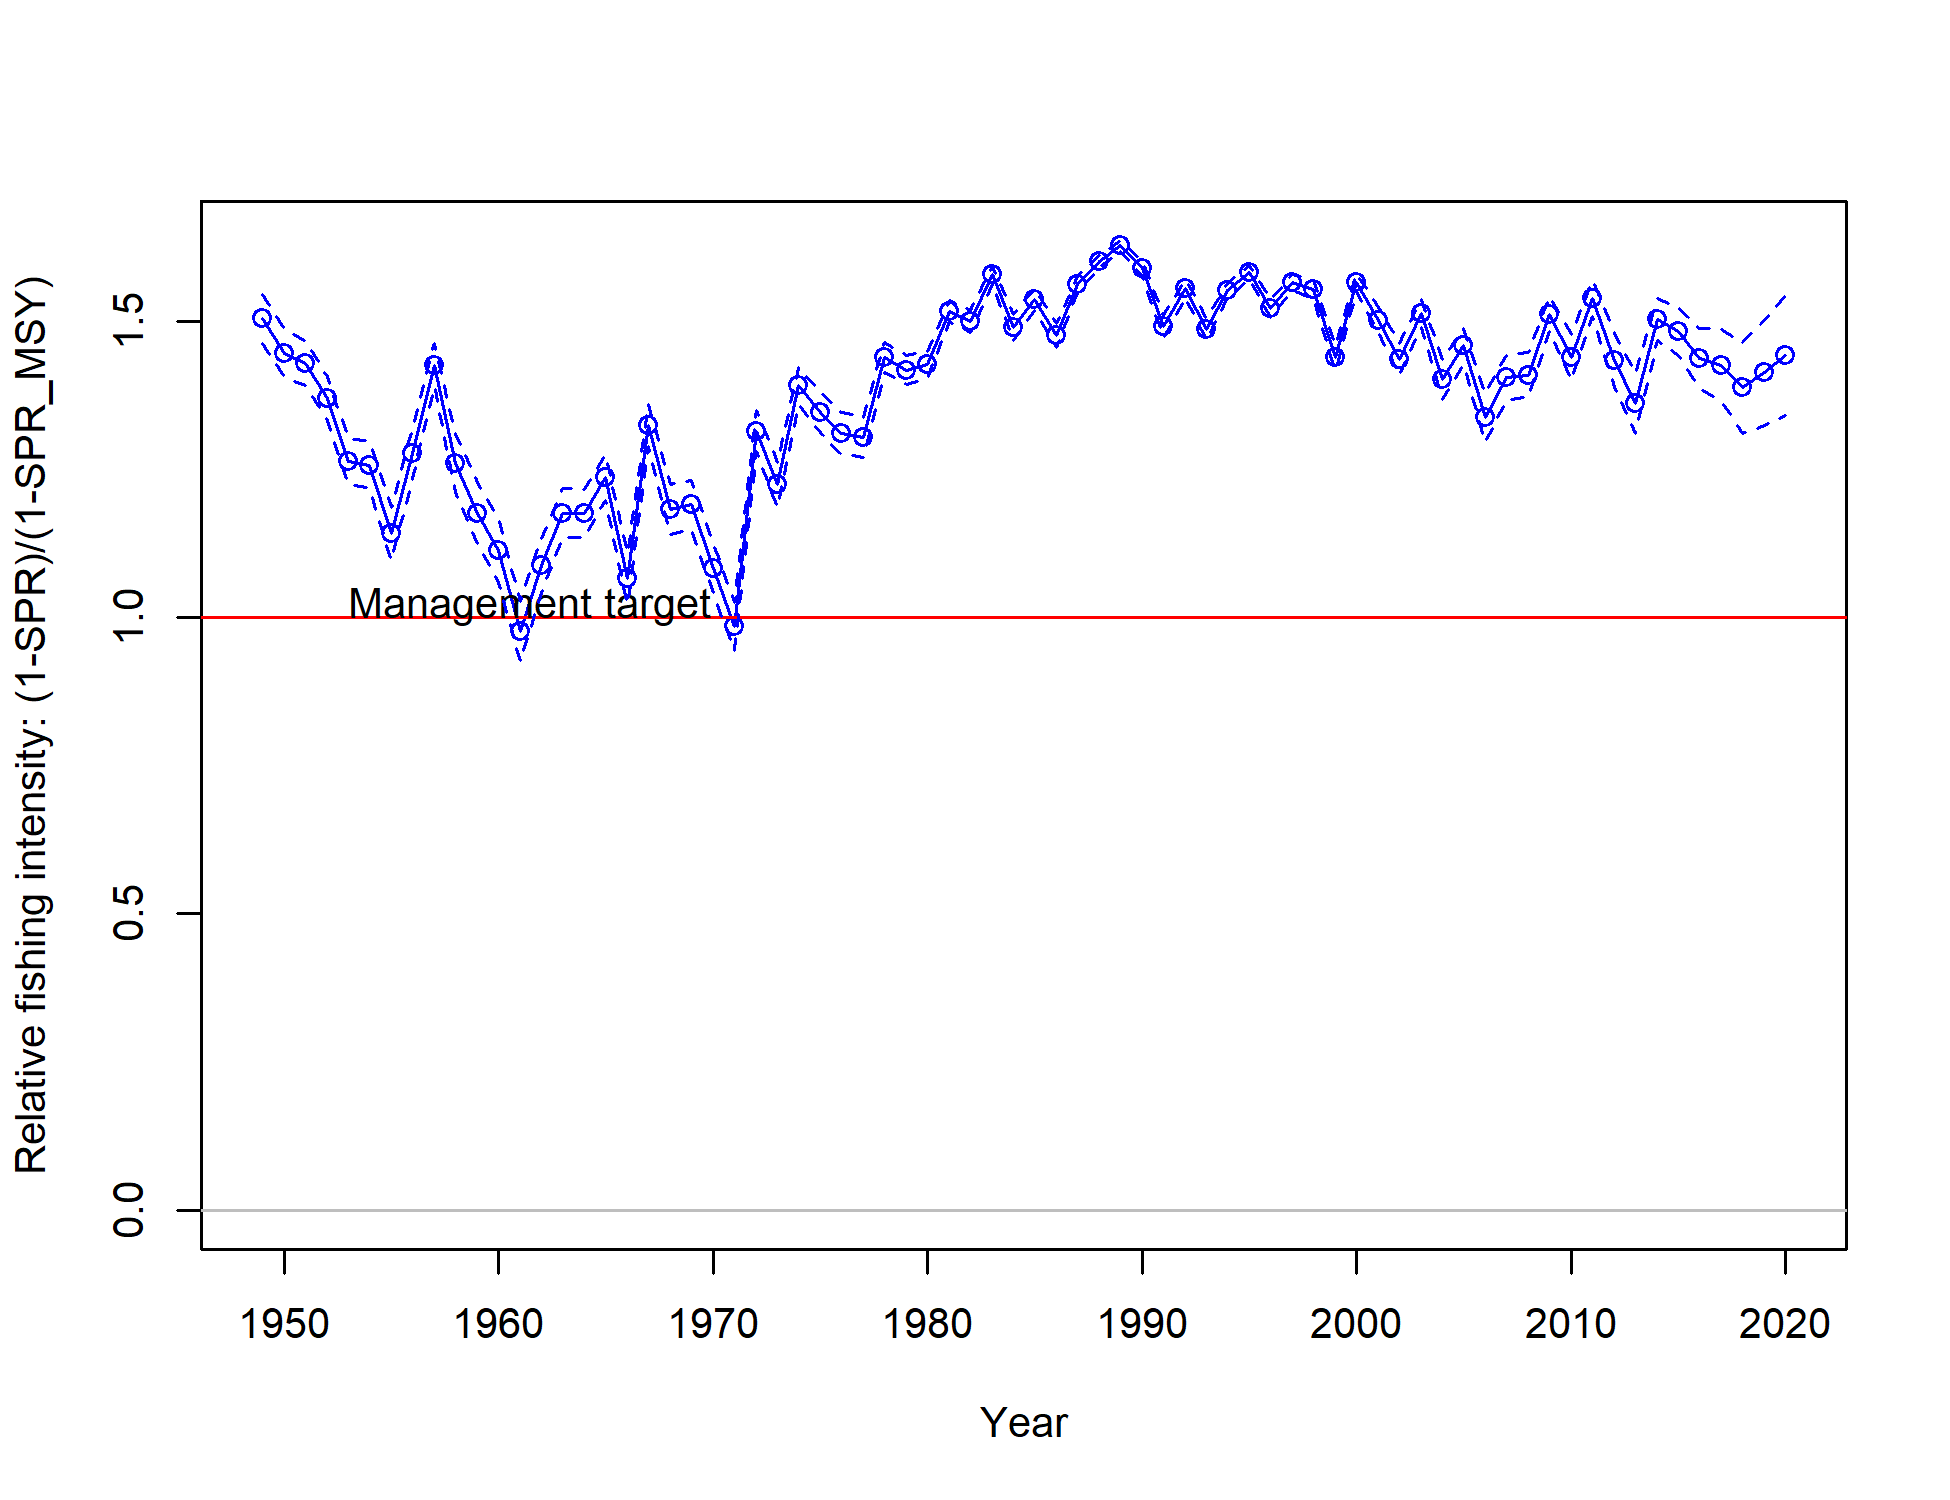 Relative fishing intensity: (1-SPR)/(1-SPR_MSY)
1.5
1.0
0.5
0.0
Management target
1950 1960 1970 1980 1990 2000 2010 2020
Year